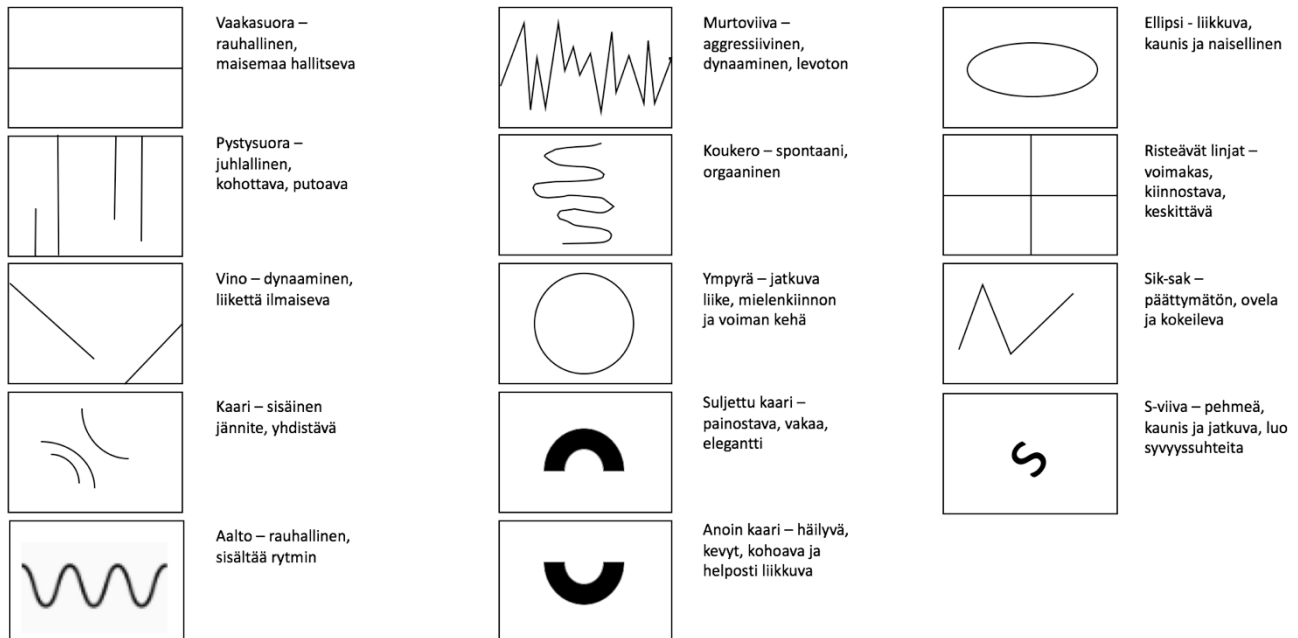 Vaakasuora –
rauhallinen,
maisemaa hallitseva
Pystysuora –
juhlallinen,
kohottava, putoava
Vino – dynaaminen,
liikettä ilmaiseva
Kaari – sisäinen
jännite, yhdistävä
Aalto – rauhallinen,
sisältää rytmin
Murtoviiva –
aggressiivinen,
dynaaminen, levoton
Koukero – spontaani,
orgaaninen
Ympyrä – jatkuva
liike, mielenkiinnon
ja voiman kehä
Suljettu kaari –
painostava, vakaa,
elegantti
Anoin kaari – häilyvä,
kevyt, kohoava ja
helposti liikkuva
Ellipsi - liikkuva,
kaunis ja naisellinen
Risteävät linjat –
voimakas,
kiinnostava,
keskittävä
Sik-sak –
päättymätön, ovela
ja kokeileva
S
S-viiva – pehmeä,
kaunis ja jatkuva, luo
syvyyssuhteita